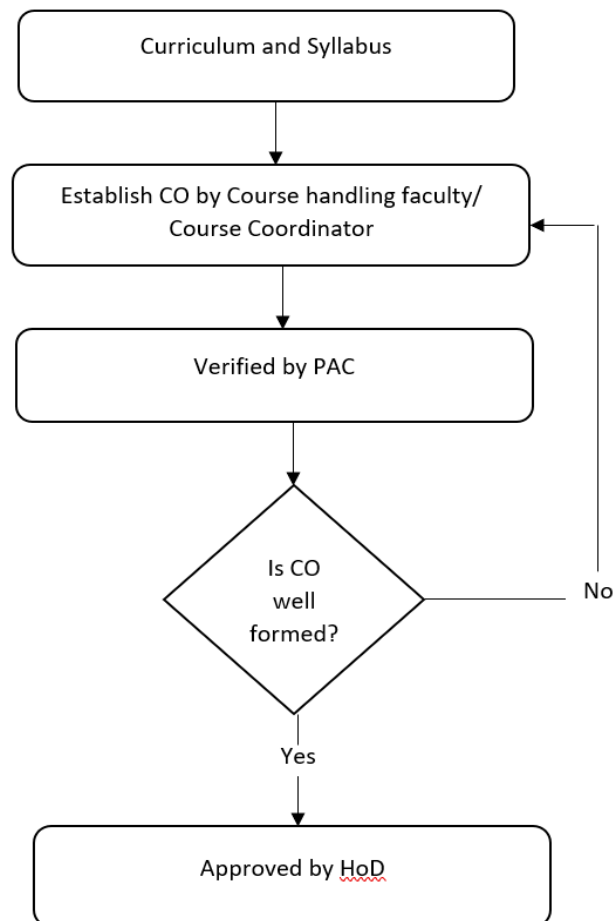 Curriculum and Syllabus
Establish CO by Course handling faculty/
Course Coordinator
Verified by PAC
Is CO
well
formed?
No
Yes
Approved by HoD